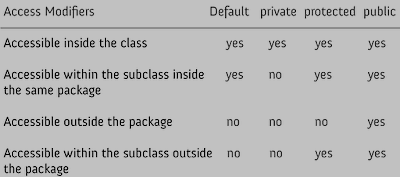 Access Modifiers Default private protected public
Accessible inside the class yes yes yes yes
Accessible within the subclass inside yes no yes yes
the same package
Accessible outside the package no no no yes
Accessible within the subclass outside no no yes yes
the package